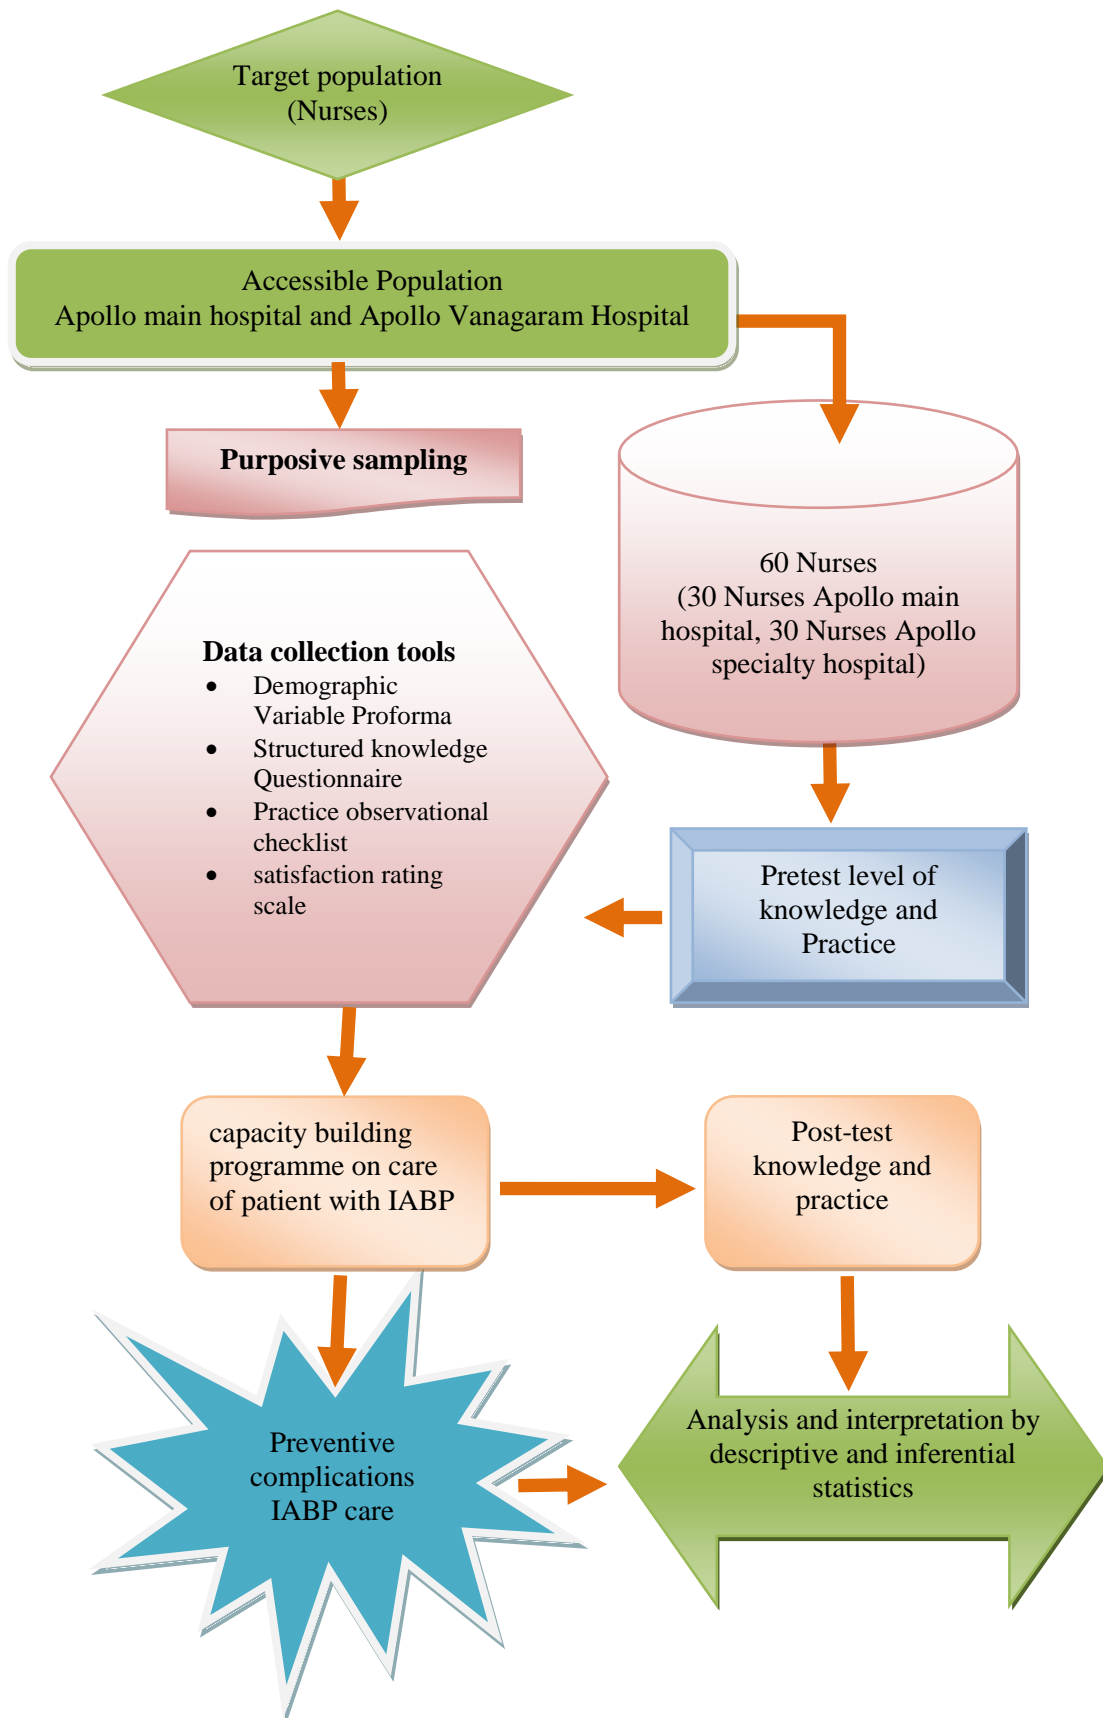 Target population
(Nurses)
Accessible Population
Apollo main hospital and Apollo Vanagaram Hospital
Purposive sampling
60 Nurses
(30 Nurses Apollo main
hospital, 30 Nurses Apollo
specialty hospital)
Data collection tools
• Demographic
Variable Proforma
• Structured knowledge
Questionnaire
• Practice observational
checklist
• satisfaction rating
scale
Pretest level of
knowledge and
Practice
capacity building
programme on care
of patient with IABP
Post-test
knowledge and
practice
Preventive
complications
IABP care
Analysis and interpretation by
descriptive and inferential
statistics